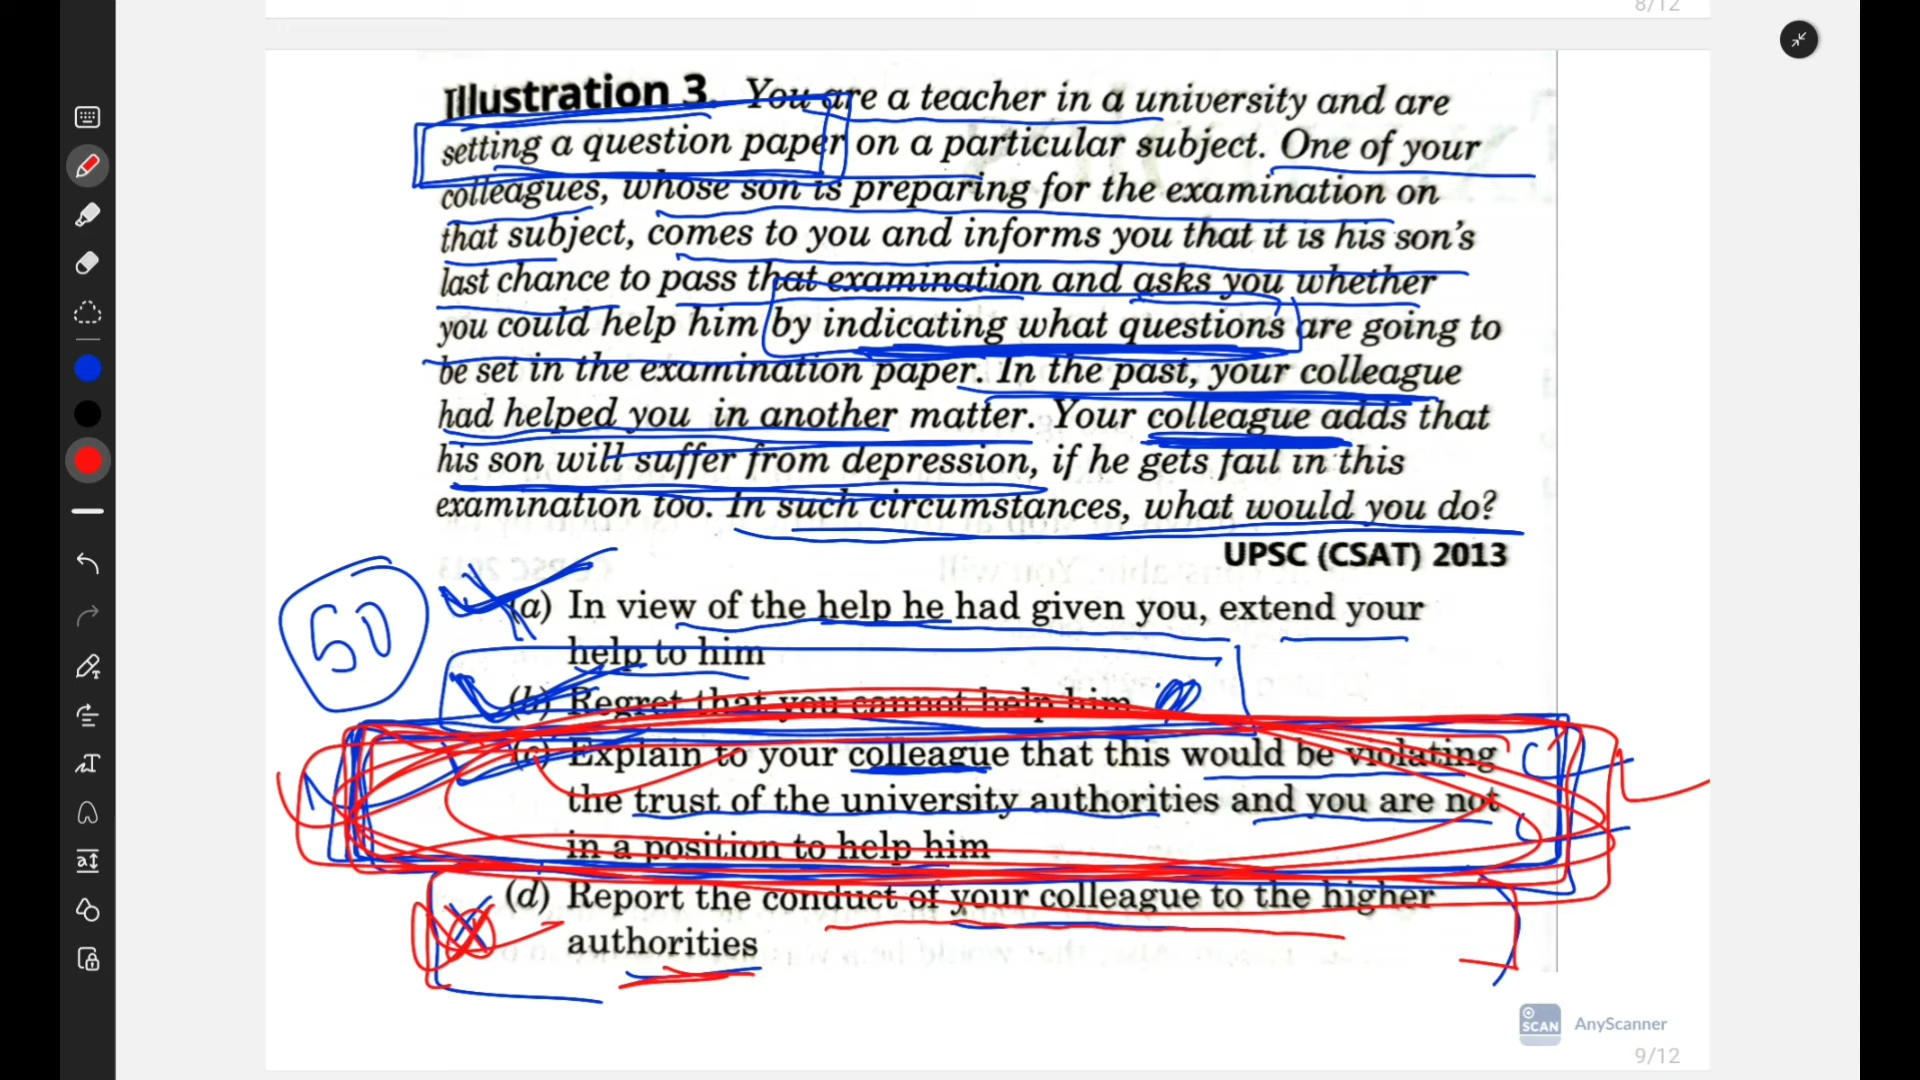 8/12
Illustration 3. You are a teacher in a university and are
setting a question paper on a particular subject. One of your
colleagues, whose son is preparing for the examination on
that subject, comes to you and informs you that it is his son's
last chance to pass that examination and asks you whether
you could help him by indicating what questions are going to
be set in the examination paper. In the past, your colleague
had helped you in another matter. Your colleague adds that
his son will suffer from depression, if he gets fail in this
examination too. In such circumstances, what would you do?
UPSC (CSAT) 2013
50
(a) In view of the help he had given you, extend your
help to him
(b) Regret that you cannot help him
(c) Explain to your colleague that this would be violating
the trust of the university authorities and you are not
in a position to help him
(d) Report the conduct of your colleague to the higher
authorities
SCAN AnyScanner
9/12